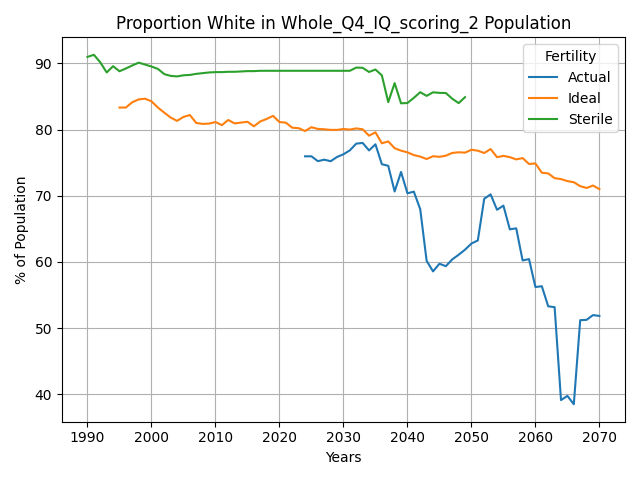 Proportion White in Whole_Q4_IQ_scoring_2 Population
Fertility
Actual
Ideal
Sterile
% of Population
90
80
70
60
50
40
1990
2000
2010
2020
2030
2040
2050
2060
2070
Years